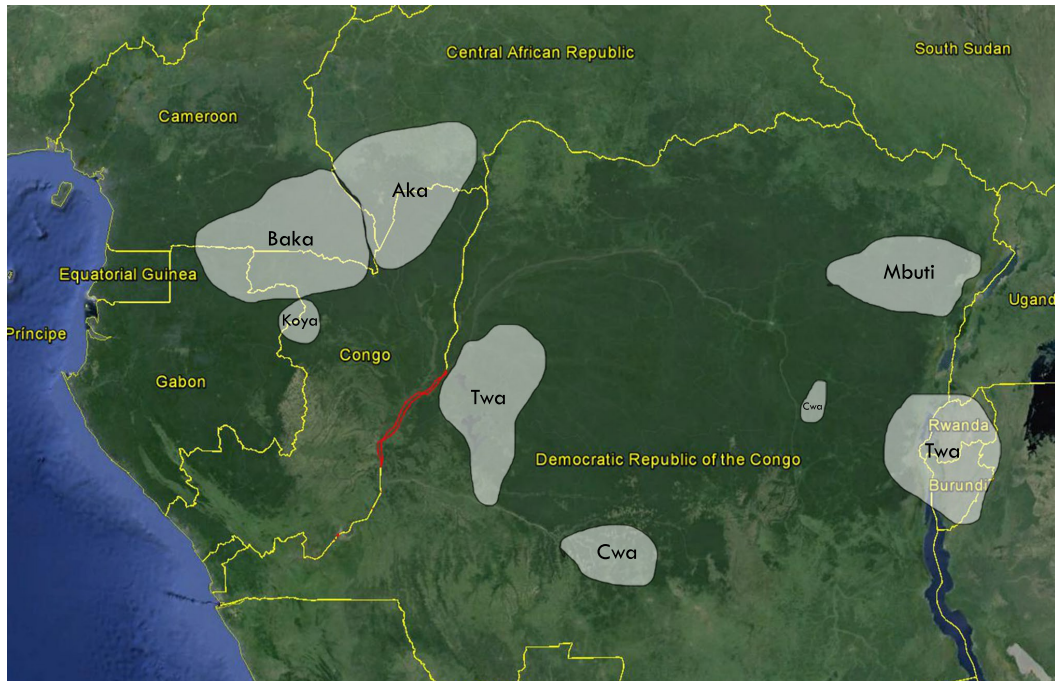 South Sudan
Central African Republic
Cameroon
Aka
Baka
Mbuti
Equatorial Guinea
Ugand
Koya
Príncipe
Congo
Gabon
Twa
Cwa
Rwanda
Twa
Democratic Republic of the Congo
Burundi
Cwa